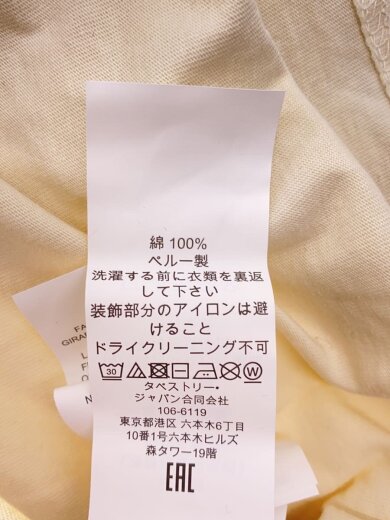 綿 100%
ペルー製
洗濯する前に衣類を裏返
して下さい
装飾部分のアイロンは避
けること
ドライクリーニング不可
30 W
タペストリー・
ジャパン合同会社
106-6119
東京都港区 六本木6丁目
10番1号六本木ヒルズ
森タワー19階
EAC
FA
GIRA